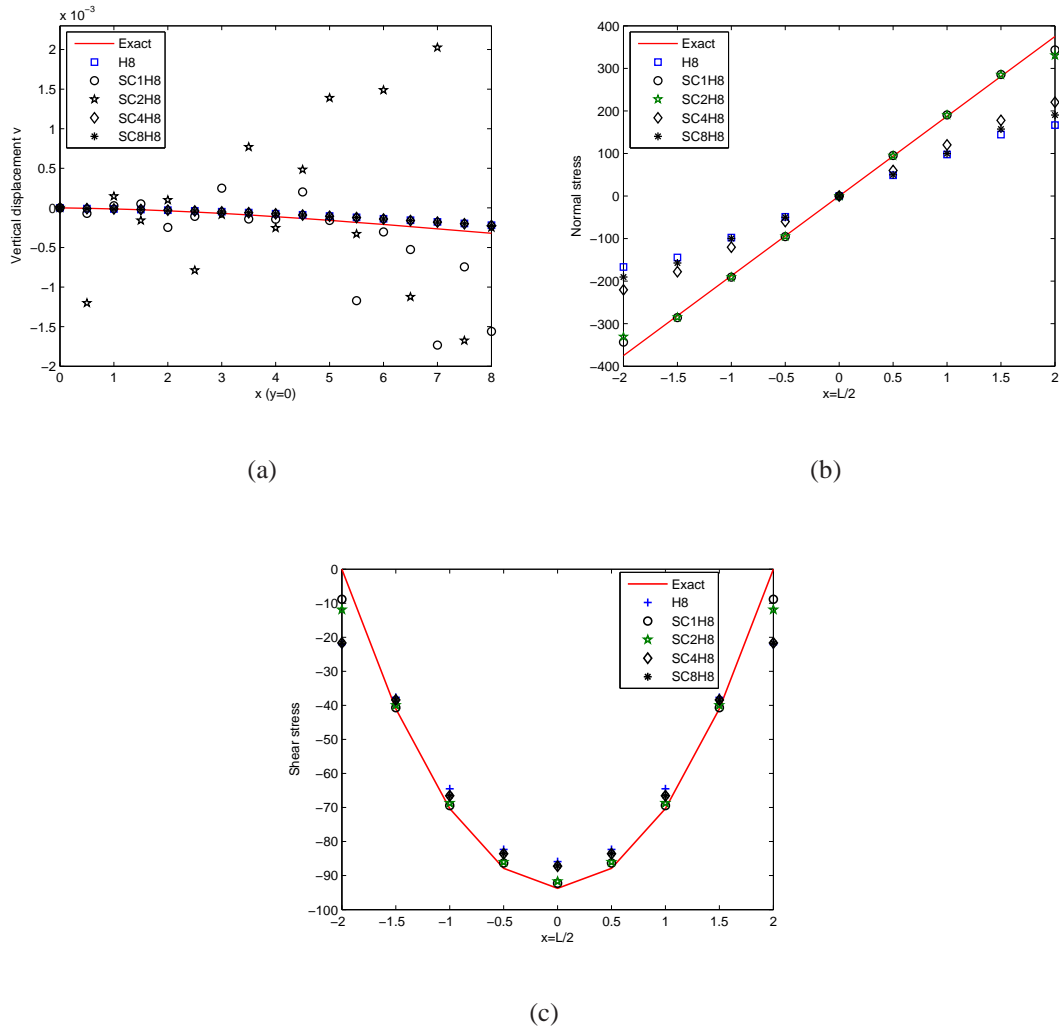 x 10⁻³
2
1.5
1
0.5
0
−0.5
−1
−1.5
−2
Vertical displacement v
Exact
H8
SC1H8
SC2H8
SC4H8
SC8H8
0 1 2 3 4 5 6 7 8
x (y=0)
(a)
400
300
200
100
0
−100
−200
−300
−400
Normal stress
Exact
H8
SC1H8
SC2H8
SC4H8
SC8H8
−2 −1.5 −1 −0.5 0 0.5 1 1.5 2
x=L/2
(b)
0
−10
−20
−30
−40
−50
−60
−70
−80
−90
−100
Shear stress
Exact
H8
SC1H8
SC2H8
SC4H8
SC8H8
−2 −1.5 −1 −0.5 0 0.5 1 1.5 2
x=L/2
(c)